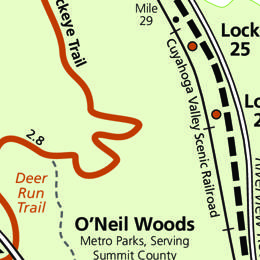 Mile
29
Lock
25
Trail
Cuyahoga Valley Scenic Railroad
2.8
Deer
Run
Trail
O'Neil Woods
Metro Parks, Serving
Summit County